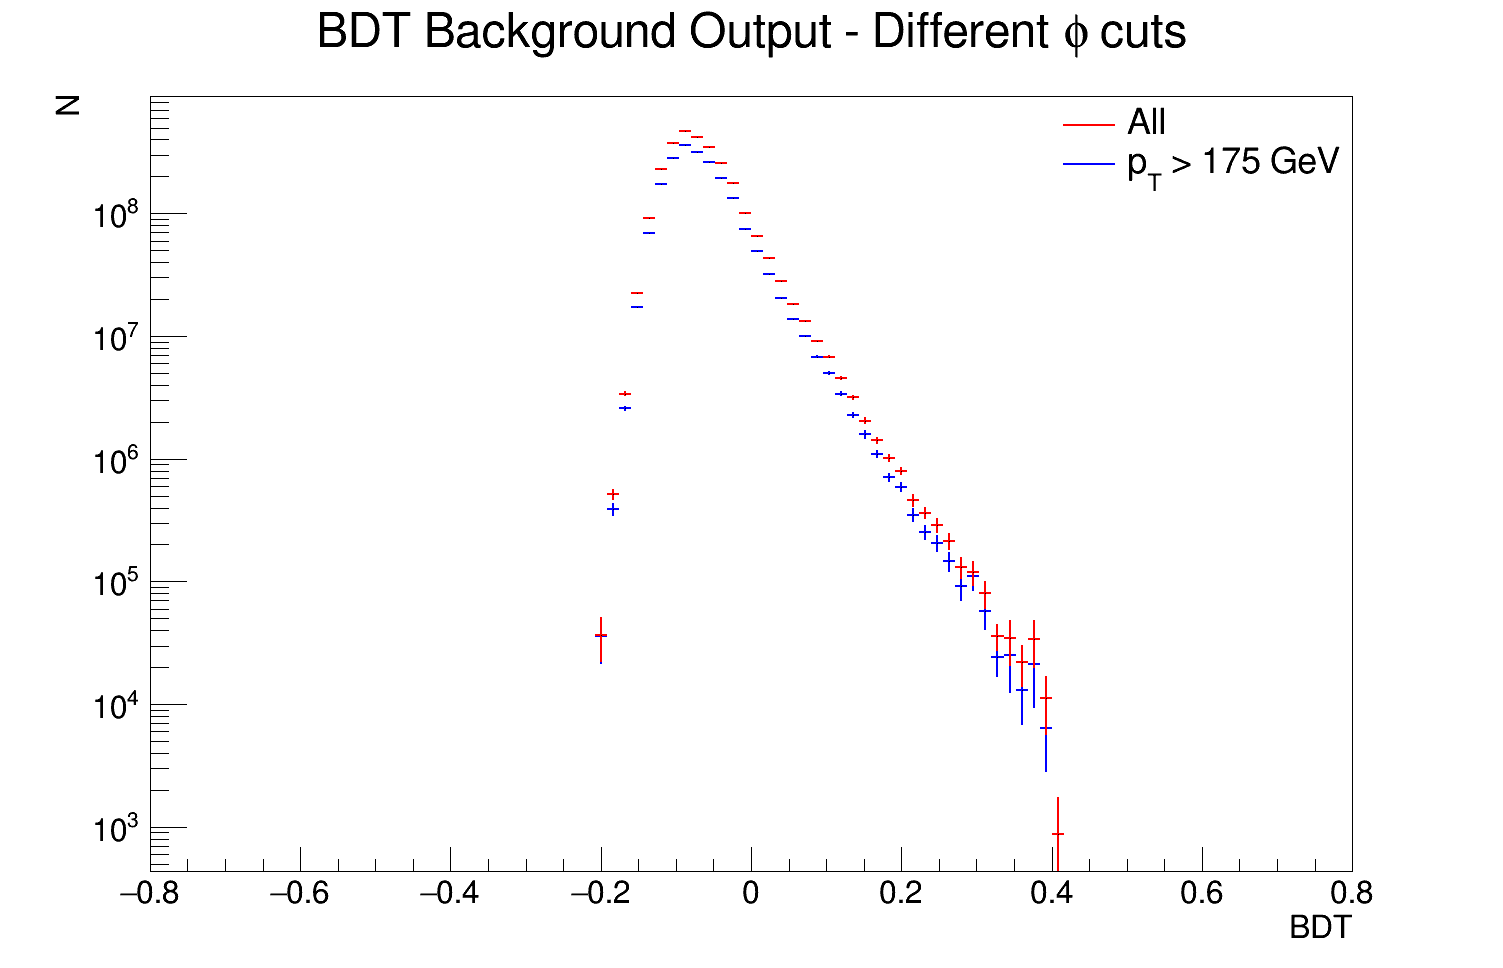 BDT Background Output - Different ϕ cuts
N
All
p_T > 175 GeV
10^8
10^7
10^6
10^5
10^4
10^3
−0.8 −0.6 −0.4 −0.2 0 0.2 0.4 0.6 0.8
BDT